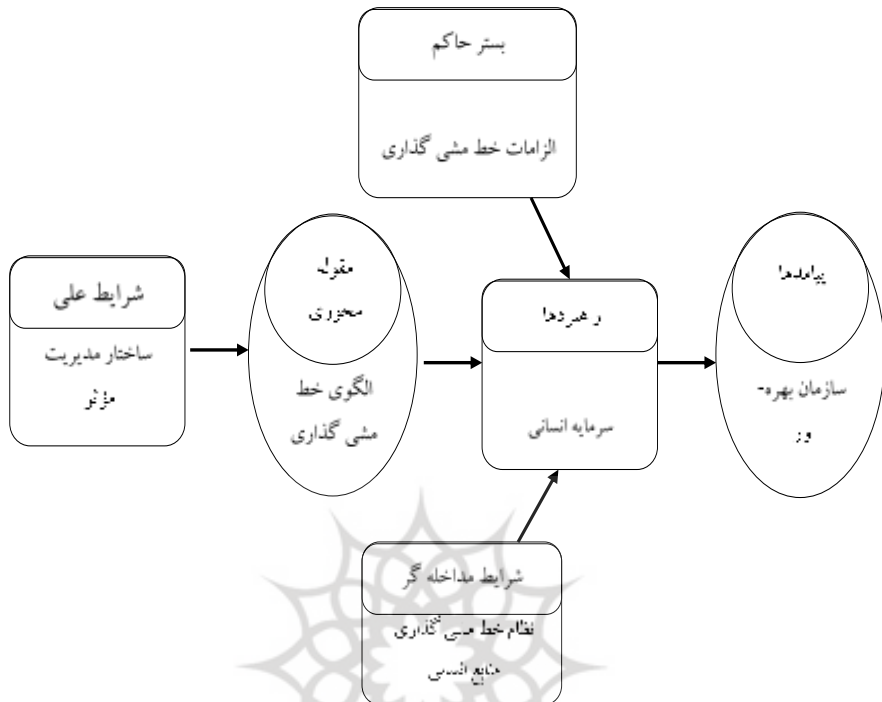 بستر حاکم
الزامات خط مشی گذاری
شرایط علی
ساختار مدیریت
مؤثر
مقوله
محوری
الگوی خط
مشی گذاری
راهبردها
سرمایه انسانی
پیامدها
سازمان بهره-
ور
شرایط مداخله گر
نظام خط مشی گذاری
منابع انسانی